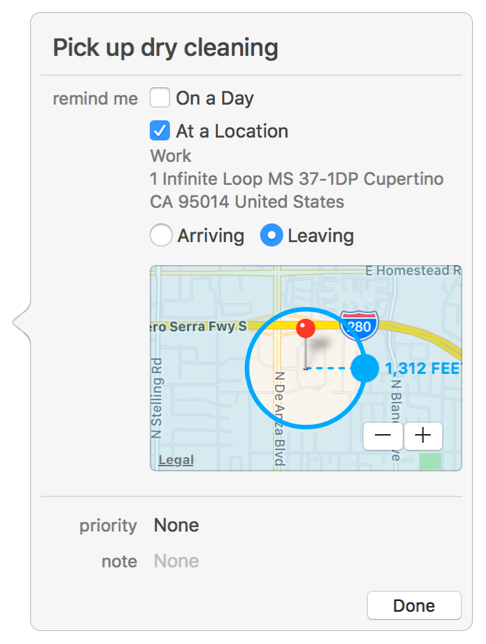 Pick up dry cleaning
remind me On a Day
At a Location
Work
1 Infinite Loop MS 37-1DP Cupertino
CA 95014 United States
Arriving Leaving
E Homestead R
ero Serra Fwy S
280
1,312 FEE
N Stelling Rd
N De Anza Blvd
N Blan
ve
− +
Legal
priority None
note None
Done